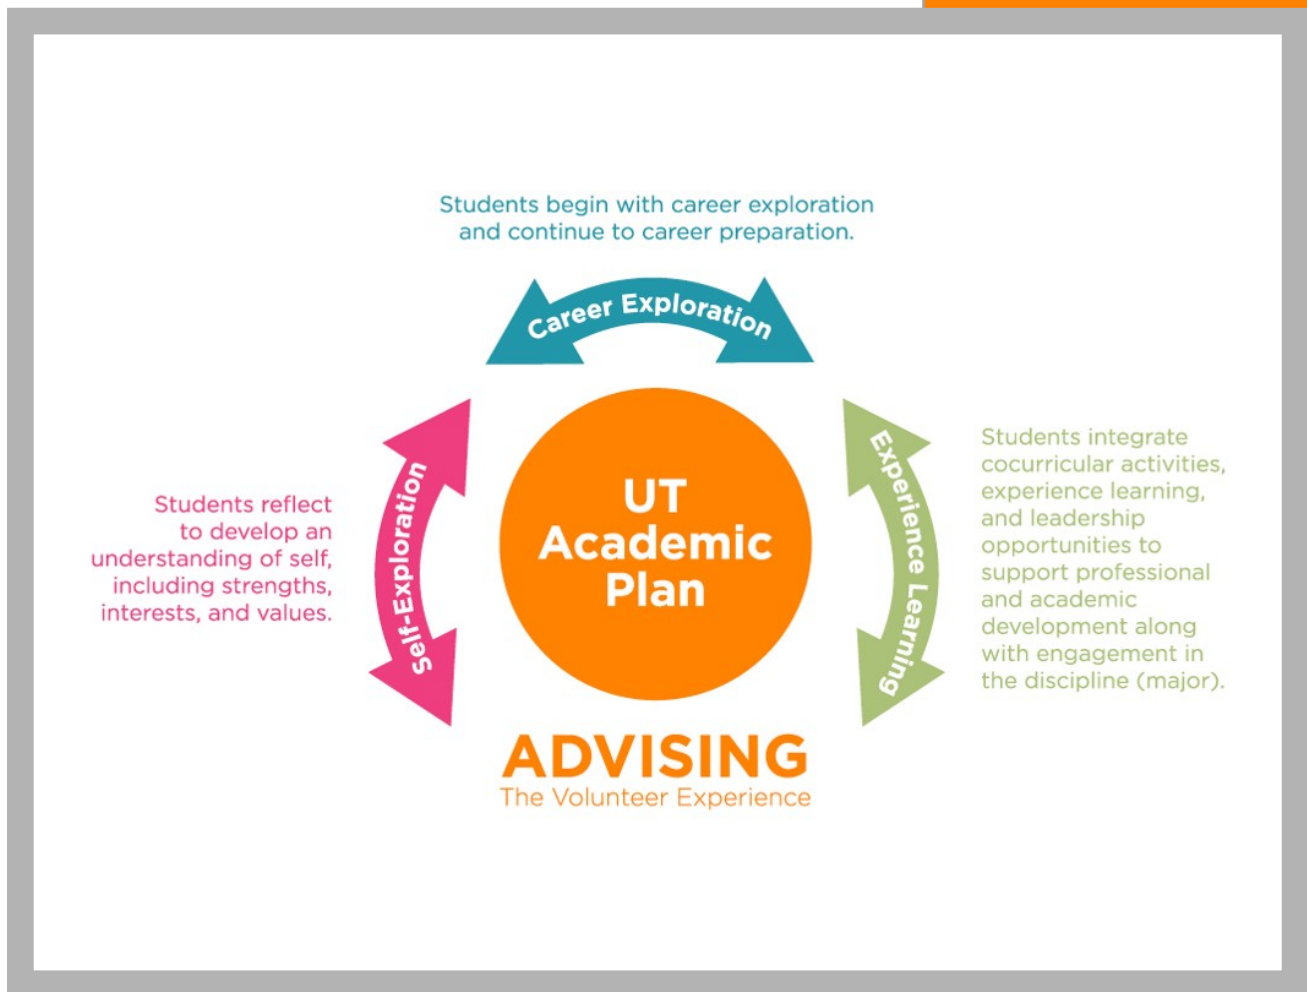 Students begin with career exploration
and continue to career preparation.
Career Exploration
Self-Exploration
Students reflect
to develop an
understanding of self,
including strengths,
interests, and values.
UT
Academic
Plan
Experience Learning
Students integrate
cocurricular activities,
experience learning,
and leadership
opportunities to
support professional
and academic
development along
with engagement in
the discipline (major).
ADVISING
The Volunteer Experience